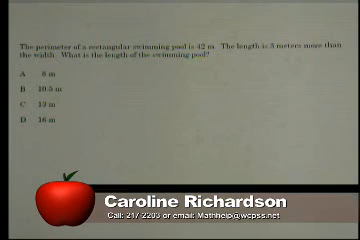 The perimeter of a rectangular swimming pool is 42 m. The length is 5 meters more than
the width. What is the length of the swimming pool?
A 8 m
B 10.5 m
C 13 m
D 16 m
Caroline Richardson
Call: 217-2203 or email: Mathhelp@wcpss.net